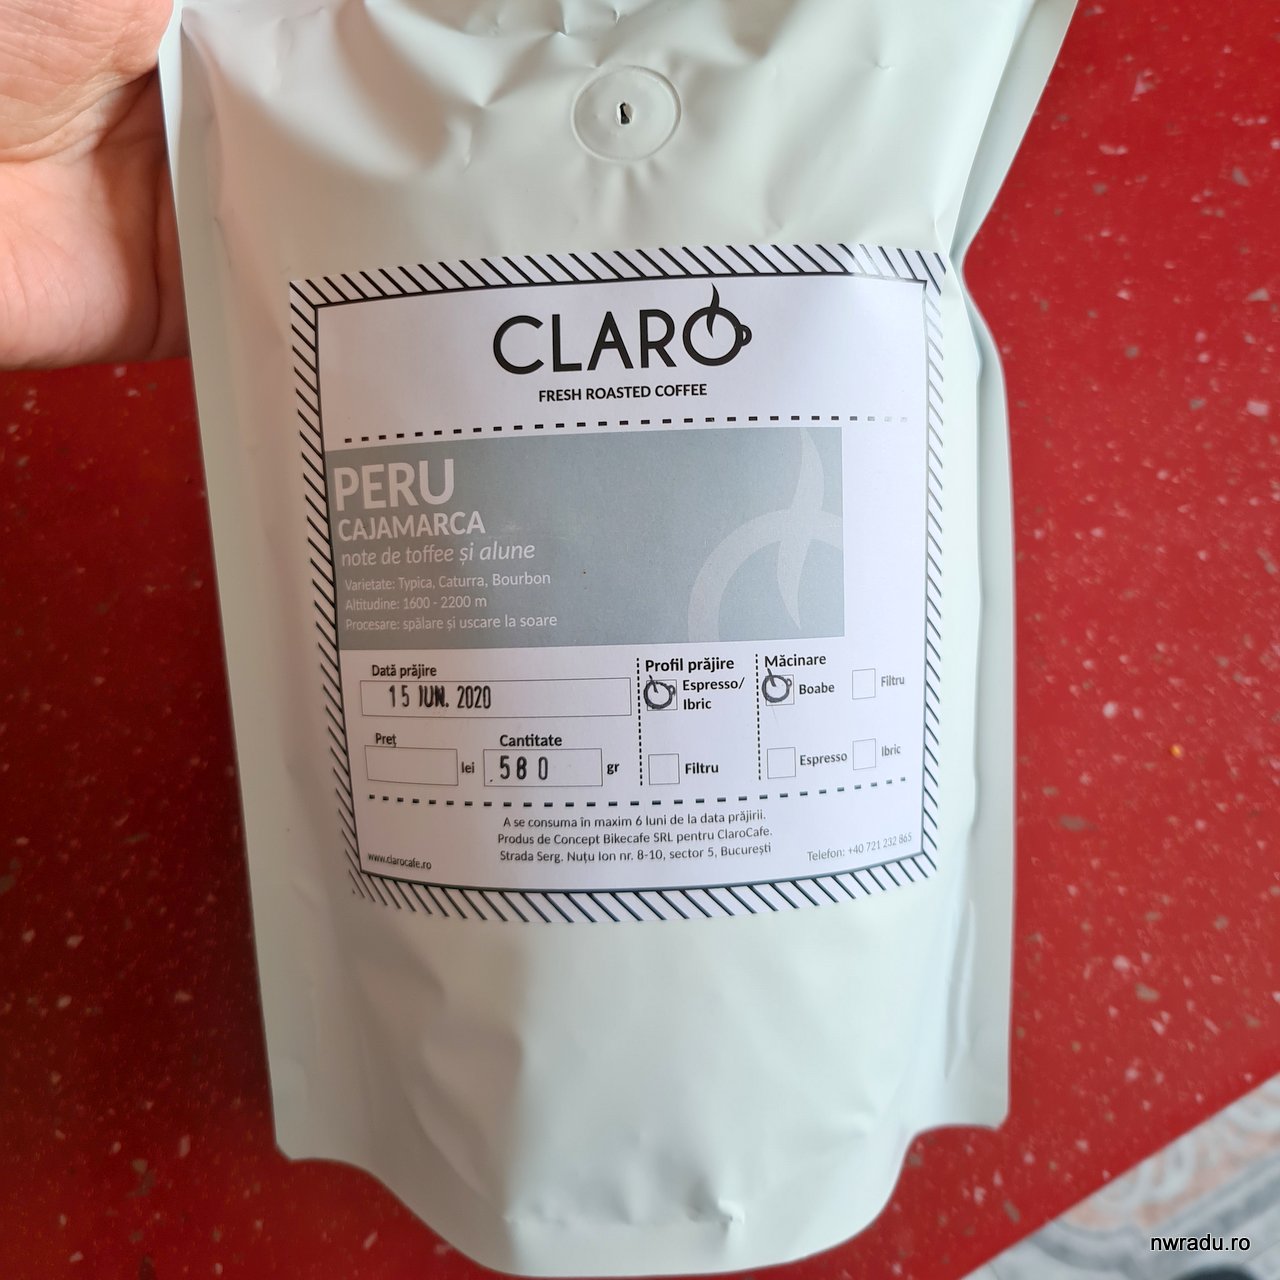 CLARO
FRESH ROASTED COFFEE
PERU
CAJAMARCA
note de toffee și alune
Varietate: Typica, Caturra, Bourbon
Altitudine: 1600 - 2200 m
Procesare: spălare și uscare la soare
Dată prăjire
15 IUN. 2020
Preț
lei
Cantitate
580
gr
Profil prăjire
Espresso/
Ibric
Filtru
Măcinare
Boabe
Filtru
Espresso
Ibric
A se consuma în maxim 6 luni de la data prăjirii.
Produs de Concept Bikecafe SRL pentru ClaroCafe.
Strada Serg. Nuțu Ion nr. 8-10, sector 5, București
www.clarocafe.ro
Telefon: +40 721 232 865
nwradu.ro